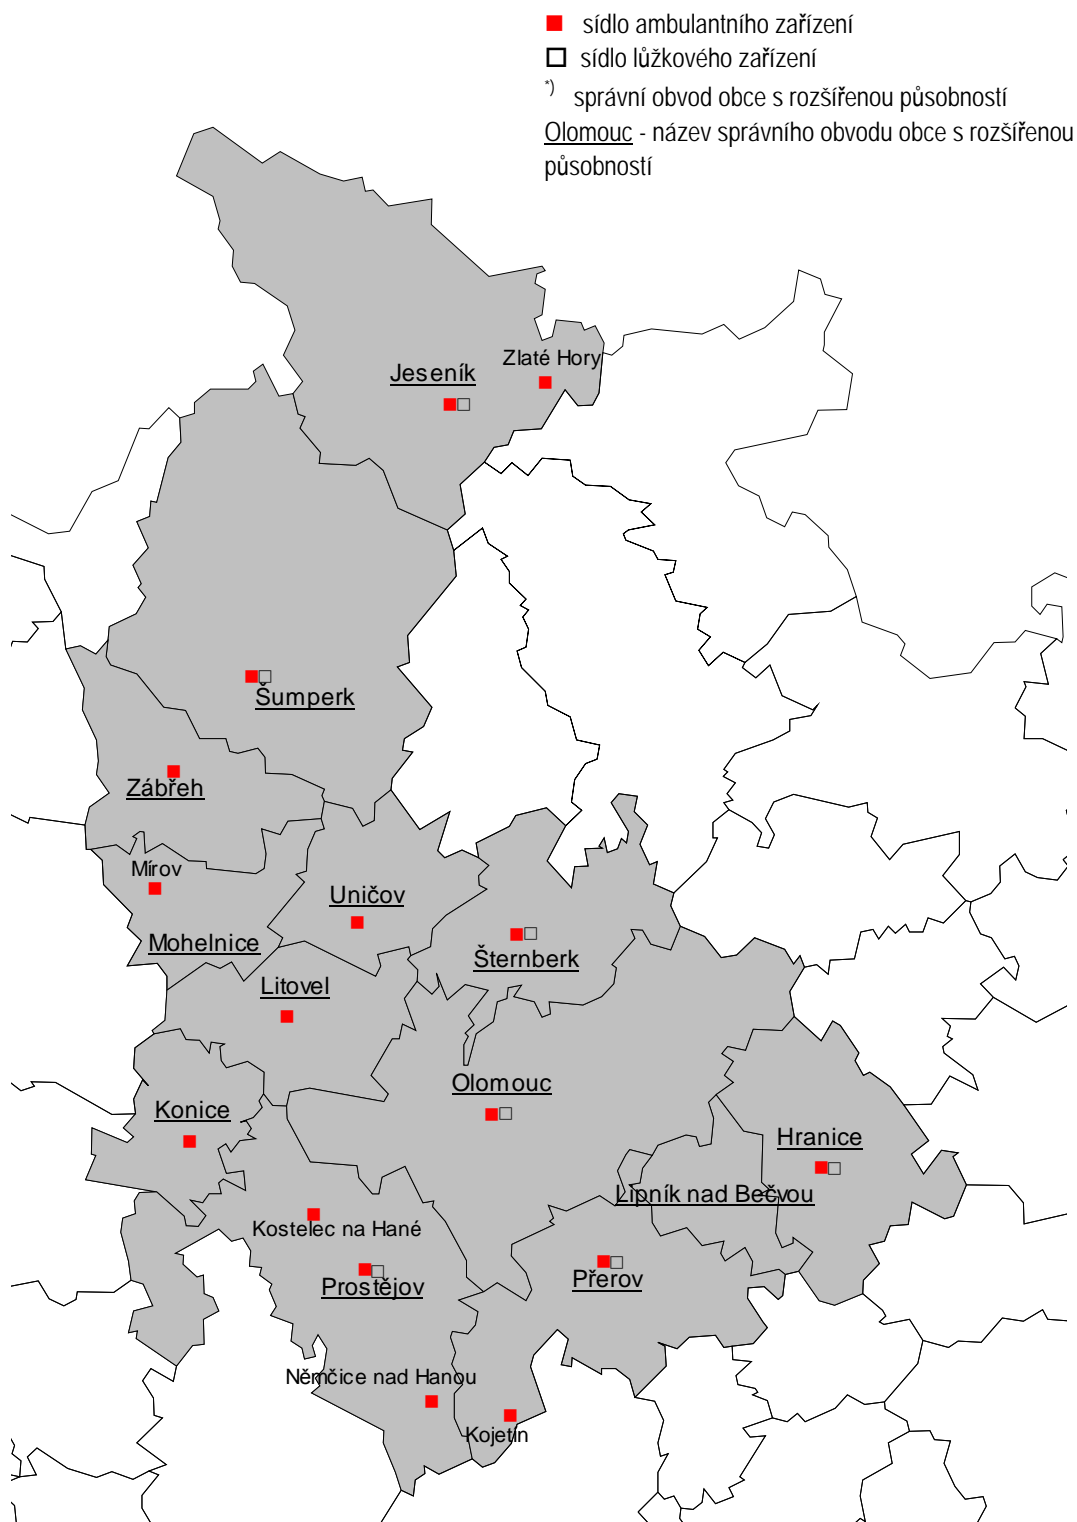 sídlo ambulantního zařízení
sídlo lůžkového zařízení
*) správní obvod obce s rozšířenou působností
Olomouc - název správního obvodu obce s rozšířenou
působností
Zlaté Hory
Jeseník
Šumperk
Zábřeh
Mírov
Uničov
Mohelnice
Šternberk
Litovel
Olomouc
Konice
Hranice
Lipník nad Bečvou
Kostelec na Hané
Prostějov
Přerov
Němčice nad Hanou
Kojetín